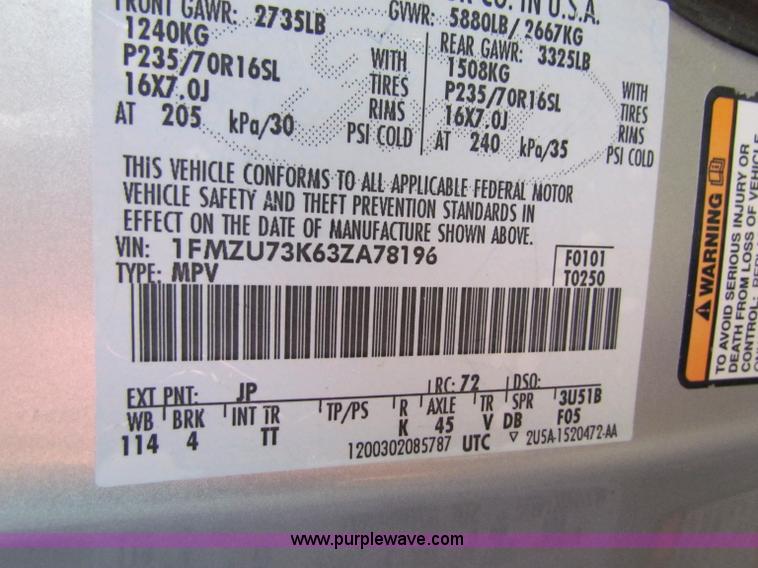 FRONT GAWR: 2735LB
1240KG
P235/70R16SL
16X7.0J
AT 205 kPa/30
WITH
TIRES
RIMS
PSI COLD
CO. IN U.S.A.
GVWR: 5880LB/ 2667KG
REAR GAWR: 3325LB
1508KG
P235/70R16SL
16X7.0J
AT 240 kPa/35
WITH
TIRES
RIMS
PSI COLD
THIS VEHICLE CONFORMS TO ALL APPLICABLE FEDERAL MOTOR
VEHICLE SAFETY AND THEFT PREVENTION STANDARDS IN
EFFECT ON THE DATE OF MANUFACTURE SHOWN ABOVE.
VIN: 1FMZU73K63ZA78196
TYPE: MPV
F0101
T0250
EXT PNT: JP RC: 72 DSO:
WB BRK INT TR TP/PS R AXLE TR SPR 3U51B
114 4 TT K 45 V DB F05
1200302085787 UTC 2U5A-1520472-AA
WARNING
TO AVOID SERIOUS INJURY OR
DEATH FROM LOSS OF VEHICLE
CONTROL:
www.purplewave.com